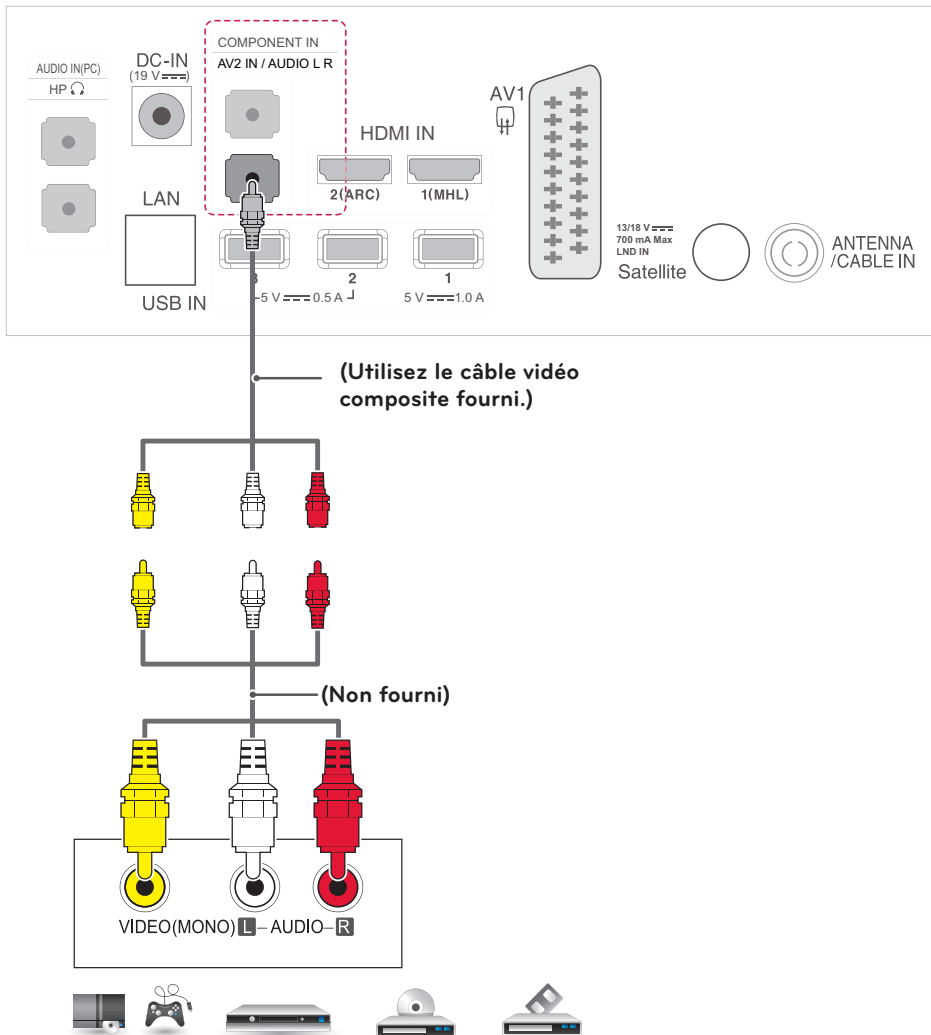 COMPONENT IN
AV2 IN / AUDIO L R
AUDIO IN(PC)
HP
DC-IN
(19 V)
AV1
HDMI IN
2(ARC)
1(MHL)
LAN
USB IN
3
2
1
5 V 0.5 A
5 V 1.0 A
13/18 V
700 mA Max
LND IN
Satellite
ANTENNA
/CABLE IN
(Utilisez le câble vidéo
composite fourni.)
(Non fourni)
VIDEO(MONO) L – AUDIO– R